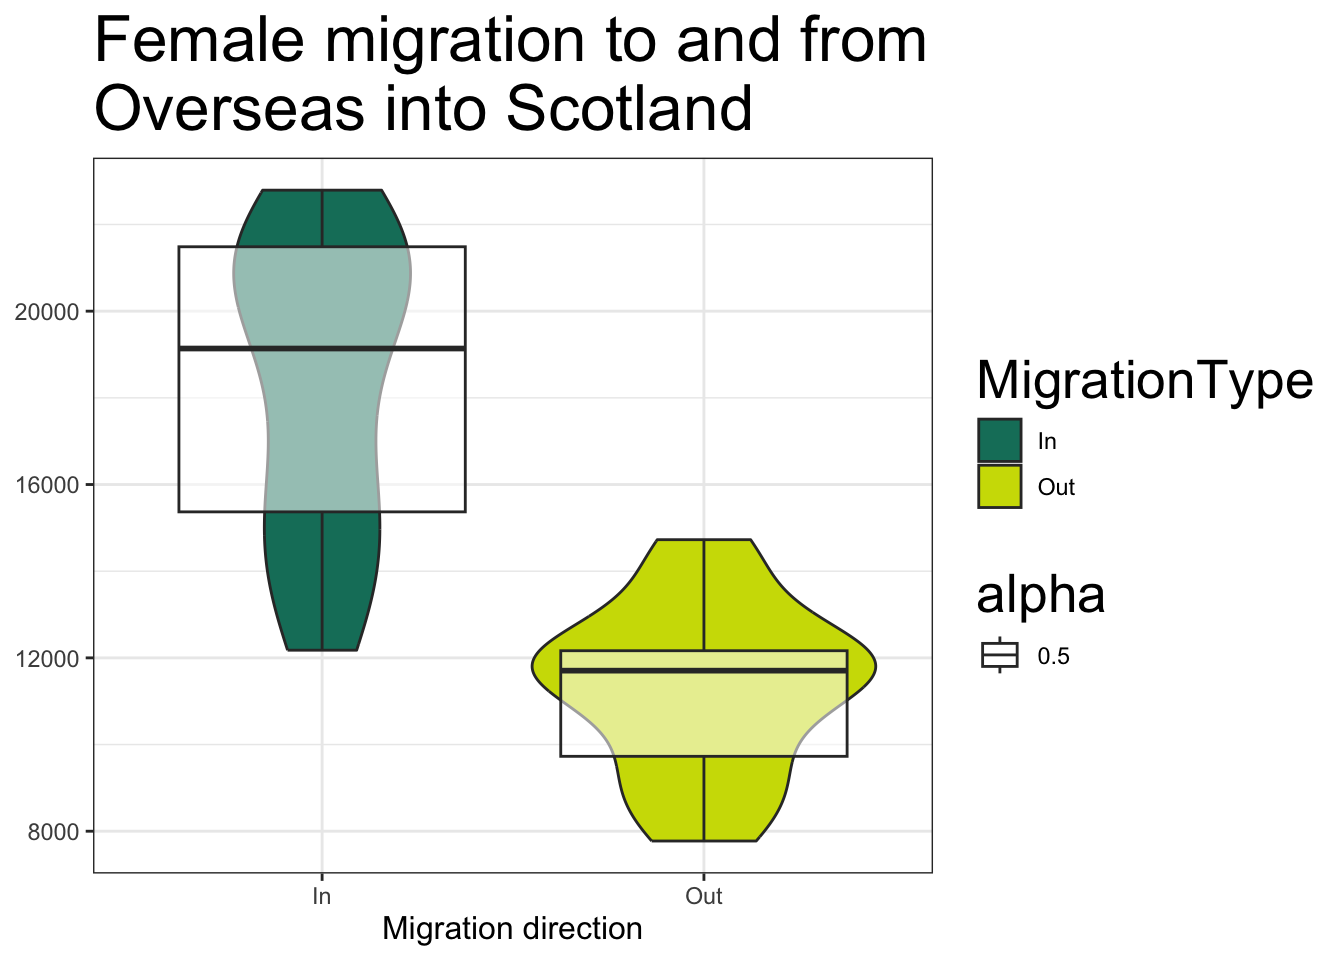 Female migration to and from
Overseas into Scotland
20000
16000
12000
8000
In
Out
Migration direction
MigrationType
In
Out
alpha
0.5